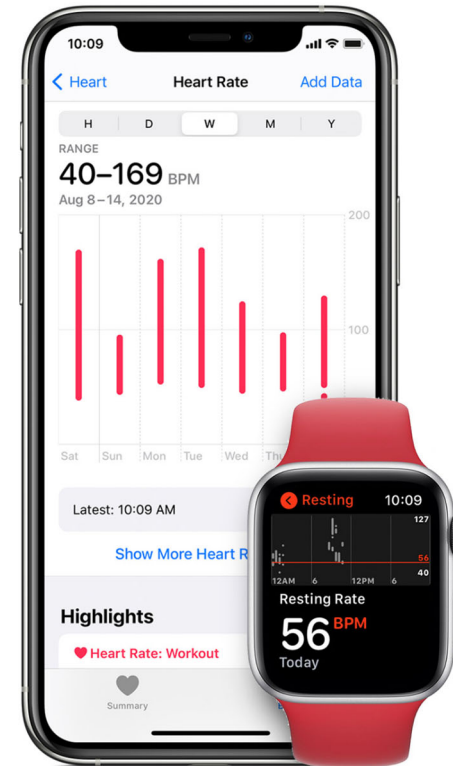 10:09
Heart
Heart Rate
Add Data
H D W M Y
RANGE
40–169 BPM
Aug 8–14, 2020
200
100
Sat Sun Mon Tue Wed
Latest: 10:09 AM
Show More Heart
Highlights
Heart Rate: Workout
Summary
Resting 10:09
127
56
40
12AM 6 12PM 6
Resting Rate
56 BPM
Today